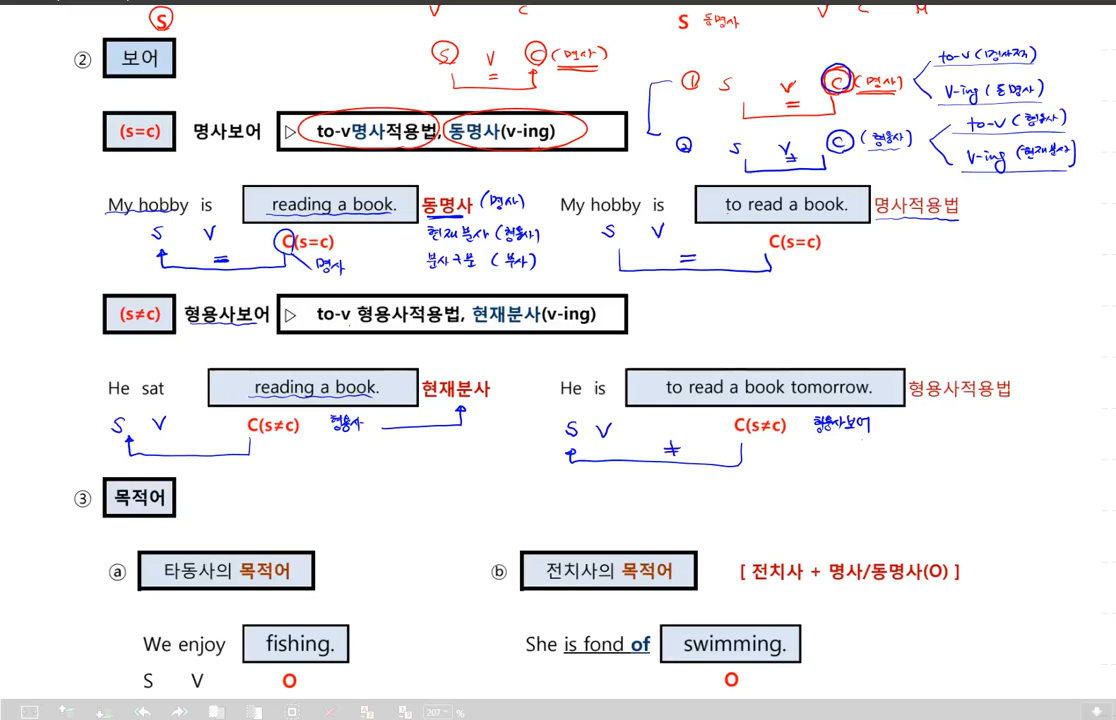 S S 동명사 V C M
② 보어
S V C (명사)
=
① S V C (명사)
=
to-v (명사적)
V-ing (동명사)
② S V C (형용사)
≠
to-v (형용사)
V-ing (현재분사)
(s=c) 명사보어 ▷ to-v명사적용법, 동명사(v-ing)
My hobby is reading a book. 동명사 (명사)
S V C(s=c) 현재분사 (형용사)
= 명사 분사구문 (부사)
My hobby is to read a book. 명사적용법
S V C(s=c)
=
(s≠c) 형용사보어 ▷ to-v 형용사적용법, 현재분사(v-ing)
He sat reading a book. 현재분사
S V C(s≠c) 형용사
He is to read a book tomorrow. 형용사적용법
S V C(s≠c) 형용사보어
≠
③ 목적어
ⓐ 타동사의 목적어
We enjoy fishing.
S V O
ⓑ 전치사의 목적어 [ 전치사 + 명사/동명사(O) ]
She is fond of swimming.
O
207 %